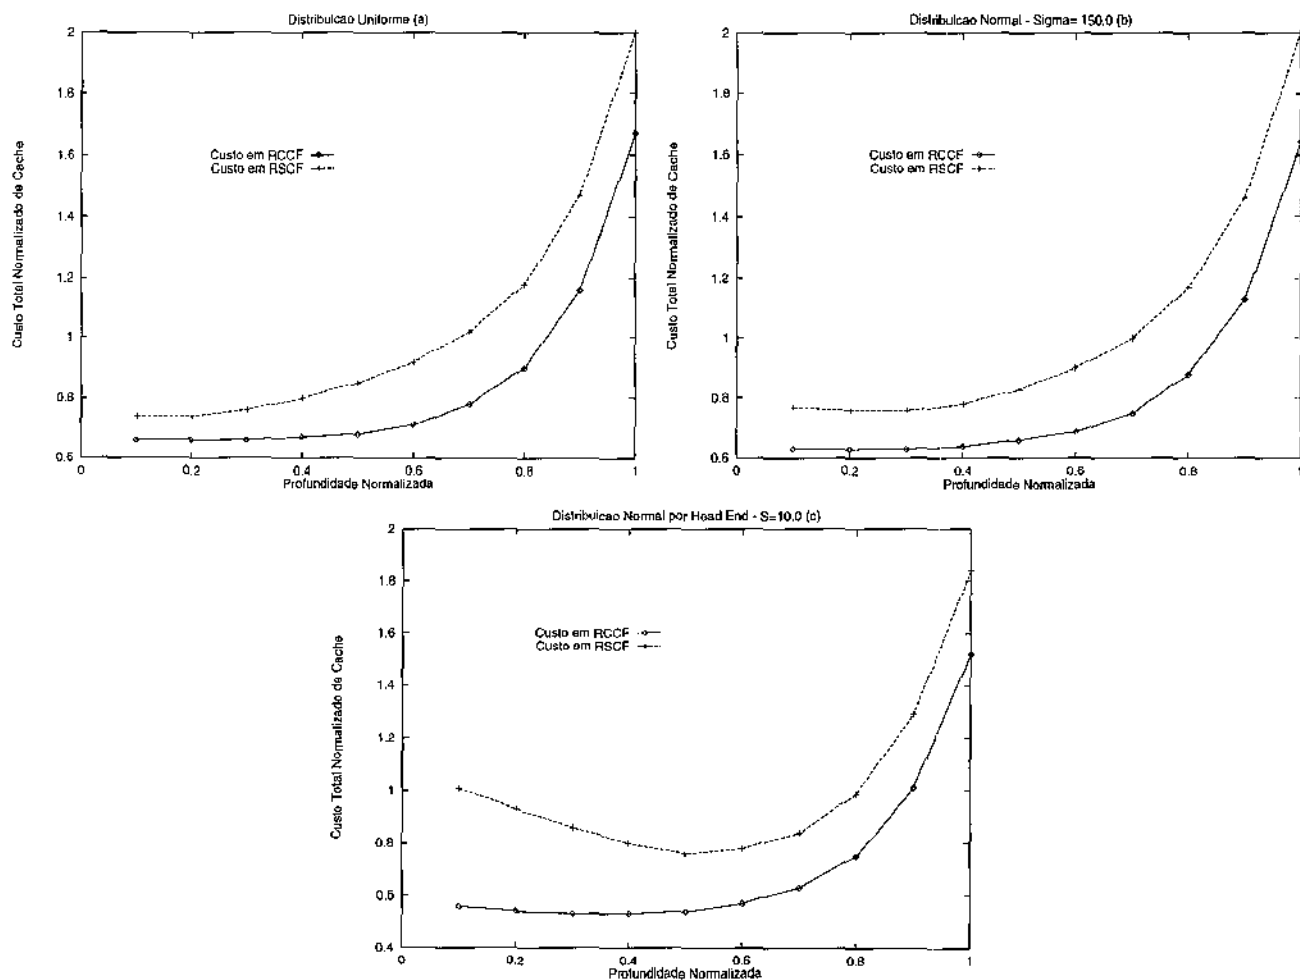 Distribuicao Uniforme (a)
Custo Total Normalizado de Cache
2
1.8
1.6
1.4
1.2
1
0.8
0.6
Custo em RCCF
Custo em RSCF
0
0.2
0.4
0.6
0.8
1
Profundidade Normalizada
Distribuicao Normal - Sigma= 150.0 (b)
Custo Total Normalizado de Cache
2
1.8
1.6
1.4
1.2
1
0.8
0.6
Custo em RCCF
Custo em RSCF
0
0.2
0.4
0.6
0.8
1
Profundidade Normalizada
Distribuicao Normal por Head End - S=10.0 (c)
Custo Total Normalizado de Cache
2
1.8
1.6
1.4
1.2
1
0.8
0.6
0.4
Custo em RCCF
Custo em RSCF
0
0.2
0.4
0.6
0.8
1
Profundidade Normalizada